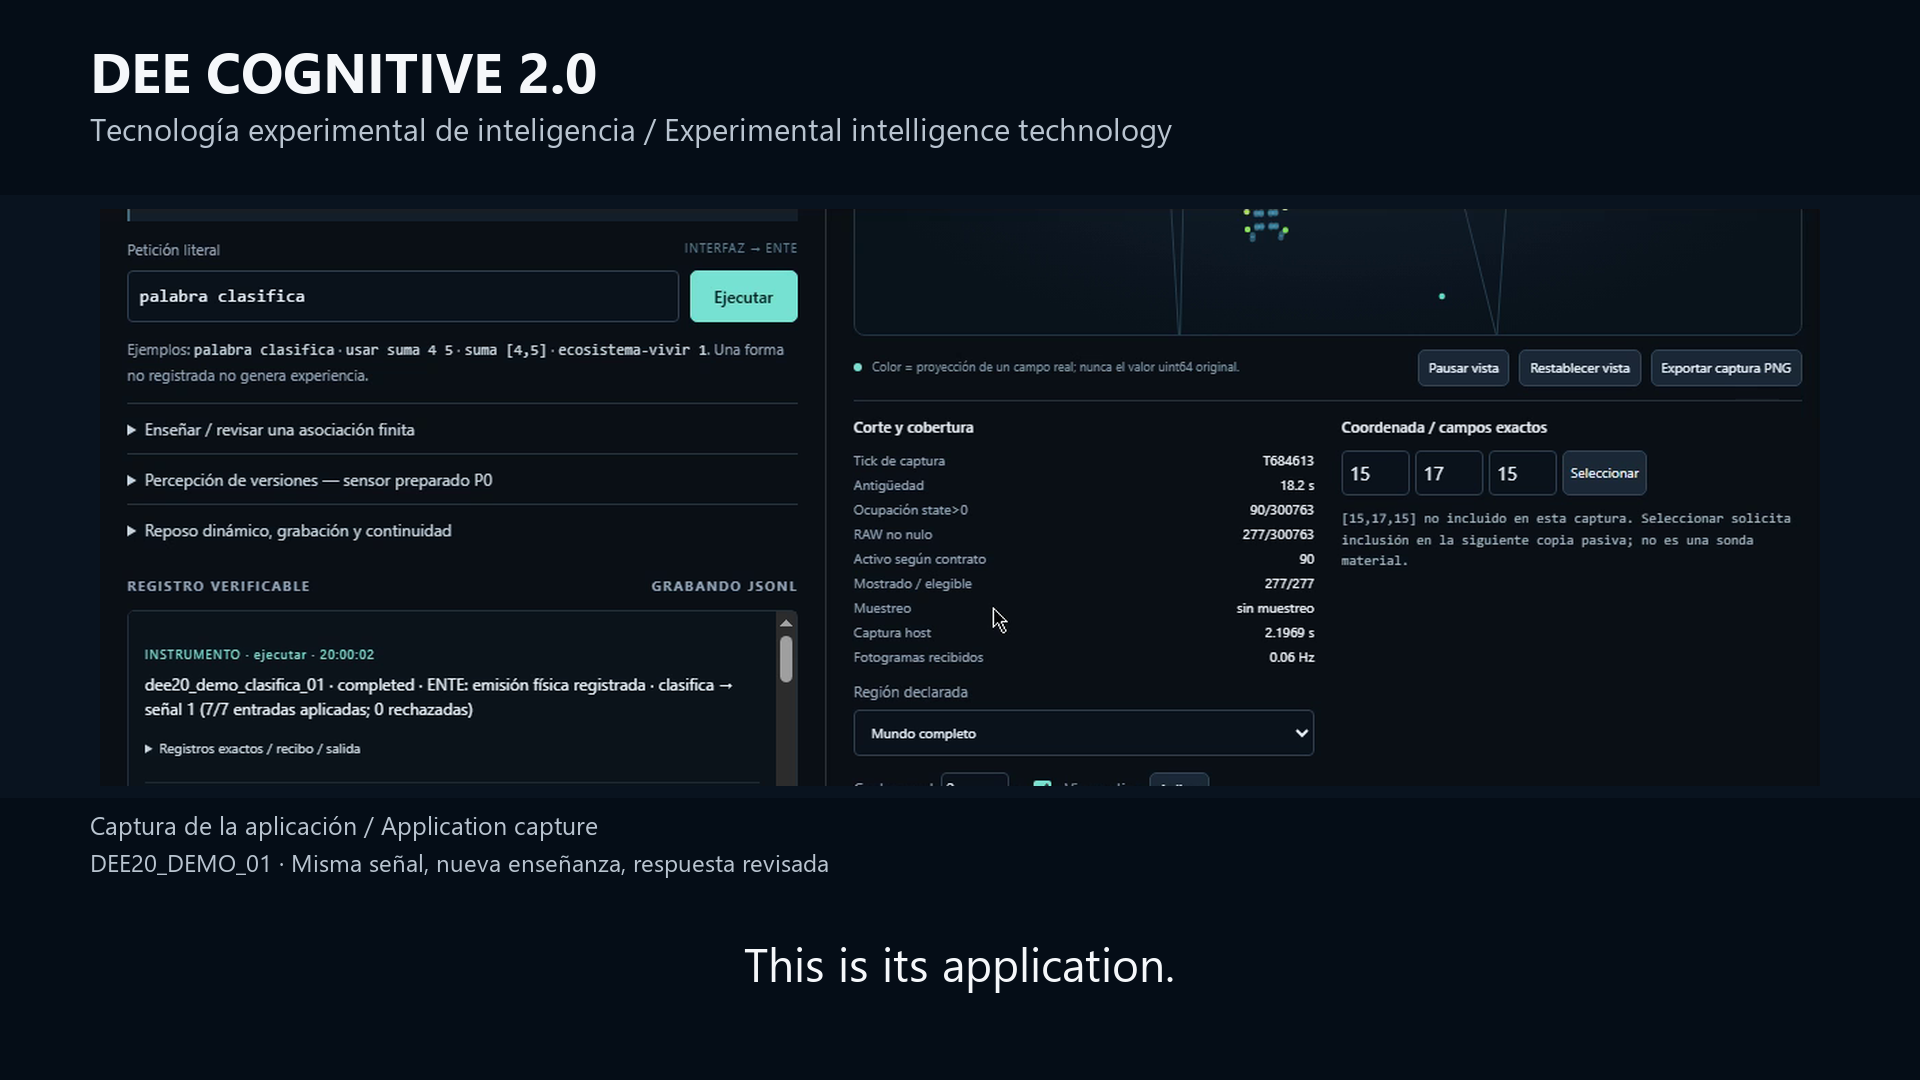 DEE COGNITIVE 2.0
Tecnología experimental de inteligencia / Experimental intelligence technology
Petición literal
INTERFAZ → ENTE
palabra clasifica
Ejecutar
Ejemplos: palabra clasifica · usar suma 4 5 · suma [4,5] · ecosistema-vivir 1. Una forma
no registrada no genera experiencia.
▶ Enseñar / revisar una asociación finita
▶ Percepción de versiones — sensor preparado P0
▶ Reposo dinámico, grabación y continuidad
REGISTRO VERIFICABLE
GRABANDO JSONL
INSTRUMENTO · ejecutar · 20:00:02
dee20_demo_clasifica_01 · completed · ENTE: emisión física registrada · clasifica →
señal 1 (7/7 entradas aplicadas; 0 rechazadas)
▶ Registros exactos / recibo / salida
Color = proyección de un campo real; nunca el valor uint64 original.
Pausar vista
Restablecer vista
Exportar captura PNG
Corte y cobertura
Tick de captura T684613
Antigüedad 18.2 s
Ocupación state>0 90/300763
RAW no nulo 277/300763
Activo según contrato 90
Mostrado / elegible 277/277
Muestreo sin muestreo
Captura host 2.1969 s
Fotogramas recibidos 0.06 Hz
Región declarada
Mundo completo
Coordenada / campos exactos
15 17 15 Seleccionar
[15,17,15] no incluido en esta captura. Seleccionar solicita
inclusión en la siguiente copia pasiva; no es una sonda
material.
Captura de la aplicación / Application capture
DEE20_DEMO_01 · Misma señal, nueva enseñanza, respuesta revisada
This is its application.